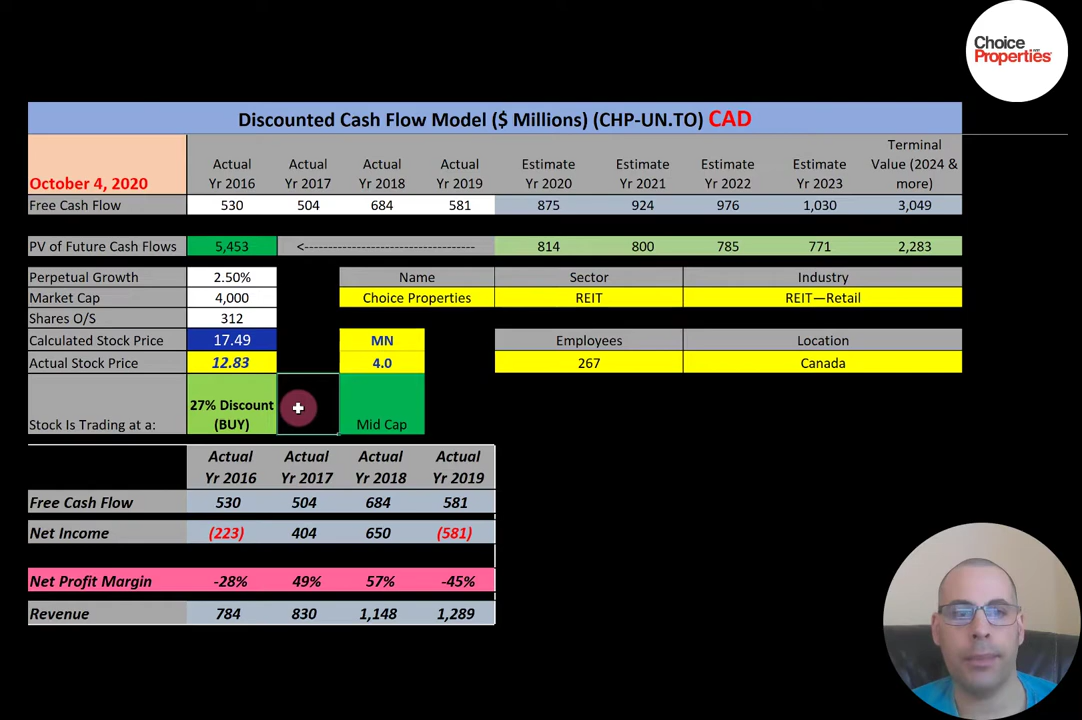 Choice
Properties
Discounted Cash Flow Model ($ Millions) (CHP-UN.TO) CAD
October 4, 2020
Actual Yr 2016
Actual Yr 2017
Actual Yr 2018
Actual Yr 2019
Estimate Yr 2020
Estimate Yr 2021
Estimate Yr 2022
Estimate Yr 2023
Terminal Value (2024 & more)
Free Cash Flow 530 504 684 581 875 924 976 1,030 3,049
PV of Future Cash Flows 5,453 <----------------------------------- 814 800 785 771 2,283
Perpetual Growth 2.50% Name Sector Industry
Market Cap 4,000 Choice Properties REIT REIT—Retail
Shares O/S 312
Calculated Stock Price 17.49 MN Employees Location
Actual Stock Price 12.83 4.0 267 Canada
Stock Is Trading at a: 27% Discount (BUY) Mid Cap
Actual Yr 2016
Actual Yr 2017
Actual Yr 2018
Actual Yr 2019
Free Cash Flow 530 504 684 581
Net Income (223) 404 650 (581)
Net Profit Margin -28% 49% 57% -45%
Revenue 784 830 1,148 1,289